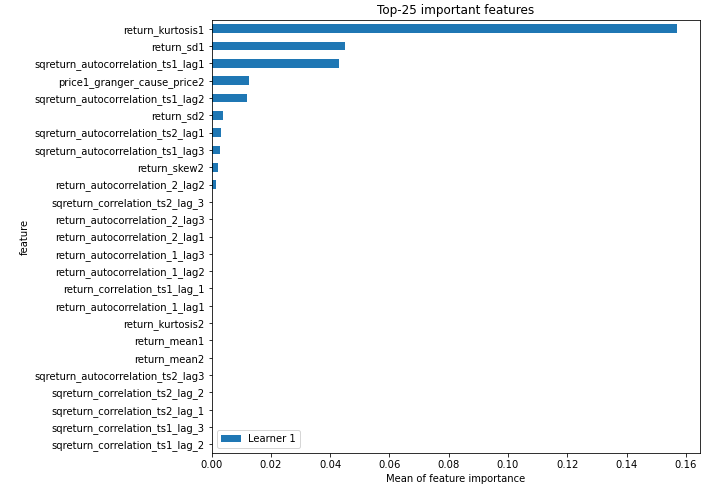 Top-25 important features
return_kurtosis1
return_sd1
sqreturn_autocorrelation_ts1_lag1
price1_granger_cause_price2
sqreturn_autocorrelation_ts1_lag2
return_sd2
sqreturn_autocorrelation_ts2_lag1
sqreturn_autocorrelation_ts1_lag3
return_skew2
return_autocorrelation_2_lag2
sqreturn_correlation_ts2_lag_3
return_autocorrelation_2_lag3
return_autocorrelation_2_lag1
return_autocorrelation_1_lag3
return_autocorrelation_1_lag2
return_correlation_ts1_lag_1
return_autocorrelation_1_lag1
return_kurtosis2
return_mean1
return_mean2
sqreturn_autocorrelation_ts2_lag3
sqreturn_correlation_ts2_lag_2
sqreturn_correlation_ts2_lag_1
sqreturn_correlation_ts1_lag_3
sqreturn_correlation_ts1_lag_2
feature
Learner 1
0.00 0.02 0.04 0.06 0.08 0.10 0.12 0.14 0.16
Mean of feature importance